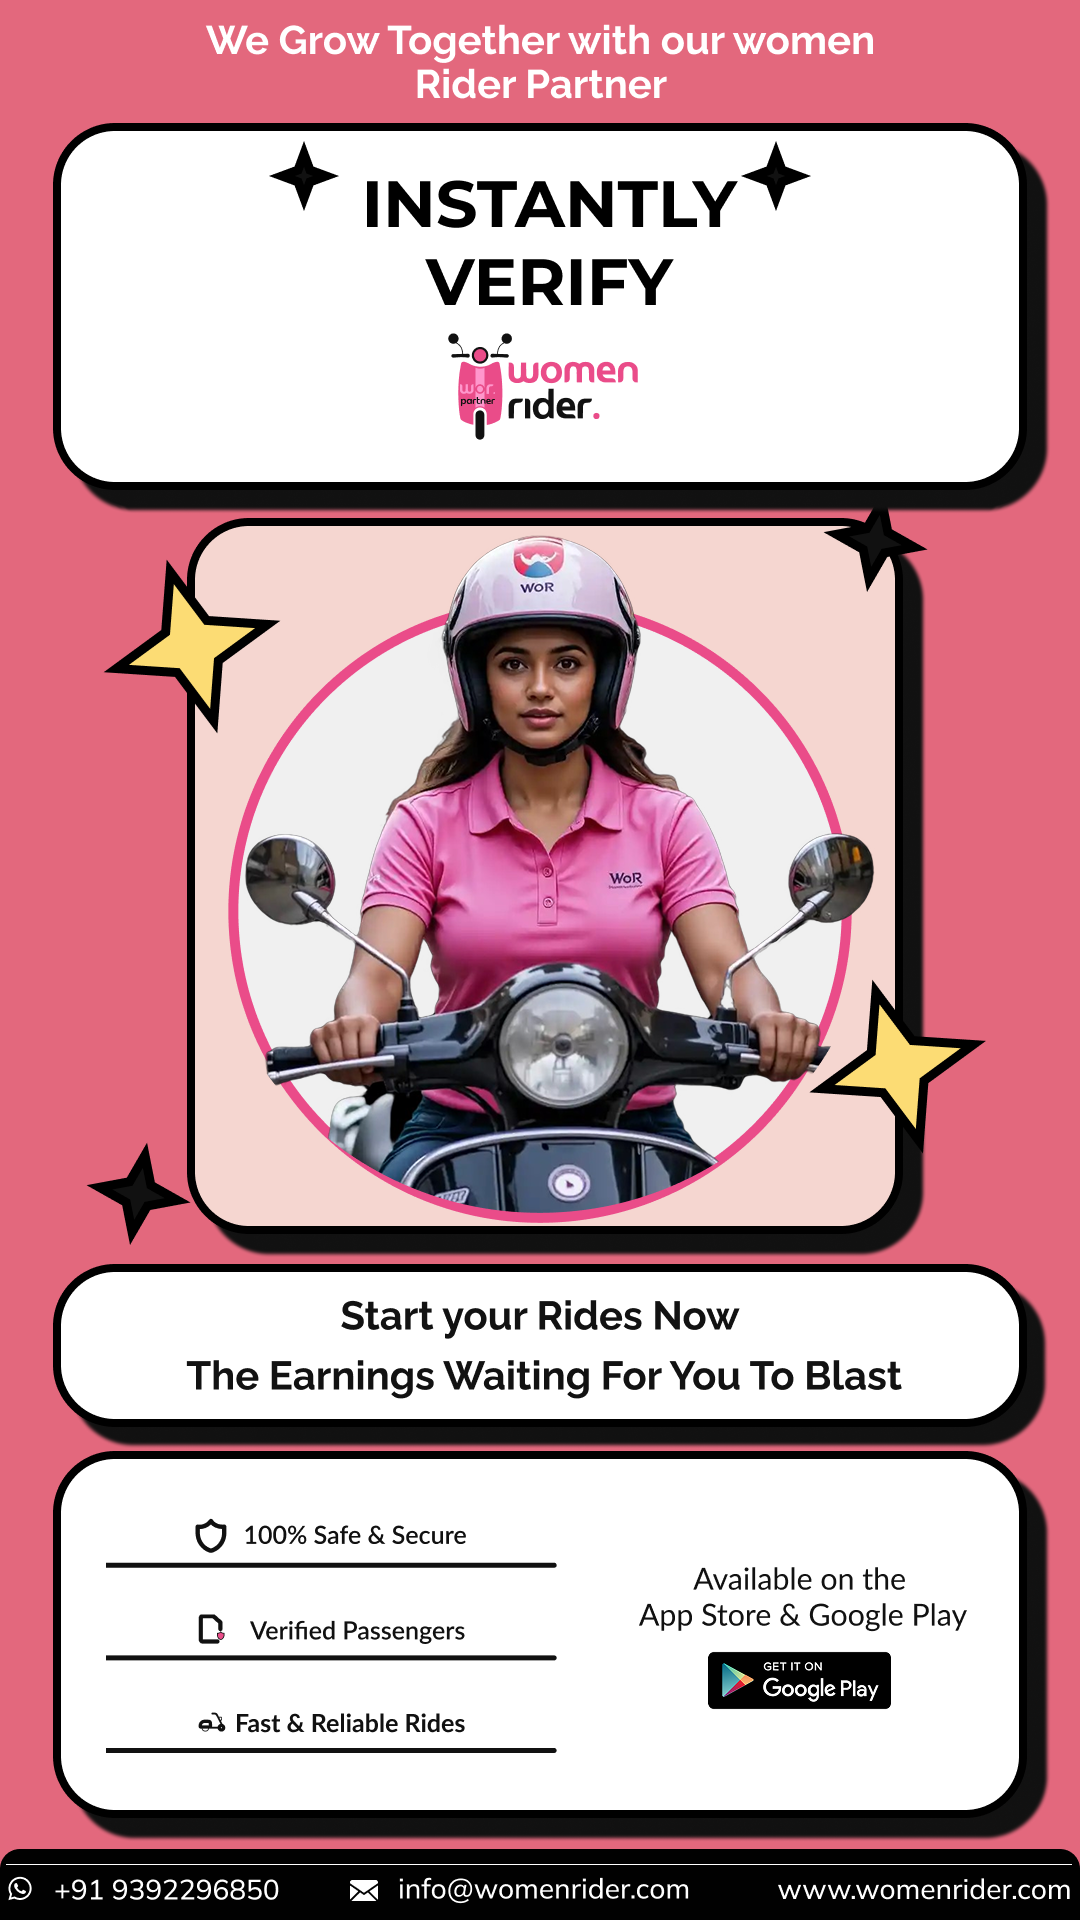 We Grow Together with our women
Rider Partner
INSTANTLY
VERIFY
wor.
partner
women
rider.
WoR
WoR
Start your Rides Now
The Earnings Waiting For You To Blast
100% Safe & Secure
Verified Passengers
Fast & Reliable Rides
Available on the
App Store & Google Play
GET IT ON
Google Play
+91 9392296850
info@womenrider.com
www.womenrider.com